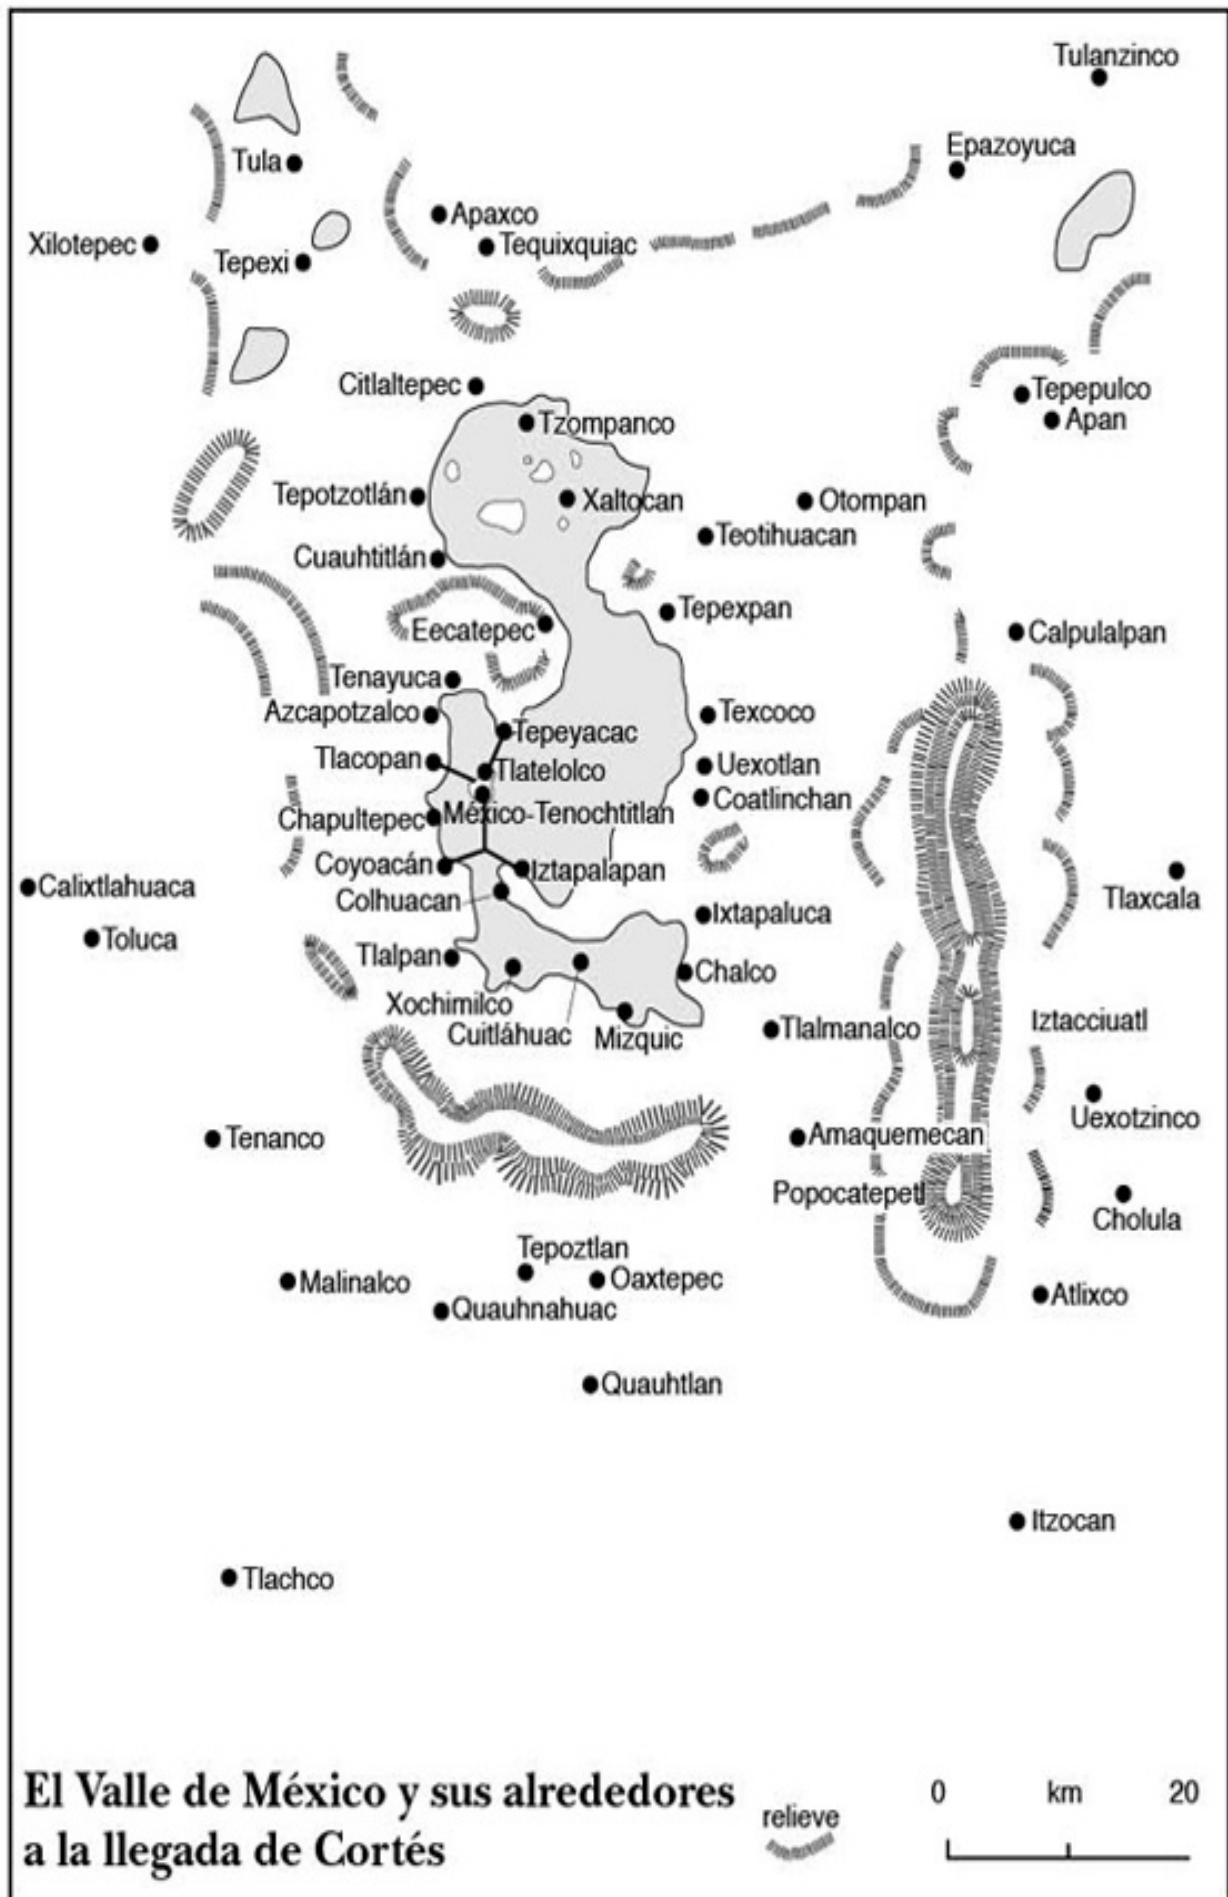 Tulanzinco
Epazoyuca
Tula
Apaxco
Xilotepec
Tequixquiac
Tepexi
Citlaltepec
Tepepulco
Apan
Tzompanco
Tepotzotlán
Xaltocan
Otompan
Teotihuacan
Cuauhtitlán
Tepexpan
Eecatepec
Calpulalpan
Tenayuca
Azcapotzalco
Texcoco
Tepeyacac
Tlacopan
Tlatelolco
Uexotlan
Coatlinchan
Chapultepec
México-Tenochtitlan
Coyoacán
Iztapalapan
Calixtlahuaca
Colhuacan
Tlaxcala
Ixtapaluca
Toluca
Tlalpan
Chalco
Xochimilco
Cuitláhuac
Mizquic
Tlalmanalco
Iztacciuatl
Uexotzinco
Tenanco
Amaquemecan
Popocatepetl
Cholula
Tepoztlan
Malinalco
Oaxtepec
Atlixco
Quauhnahuac
Quauhtlan
Itzocan
Tlachco
El Valle de México y sus alrededores
a la llegada de Cortés
relieve
0 km 20